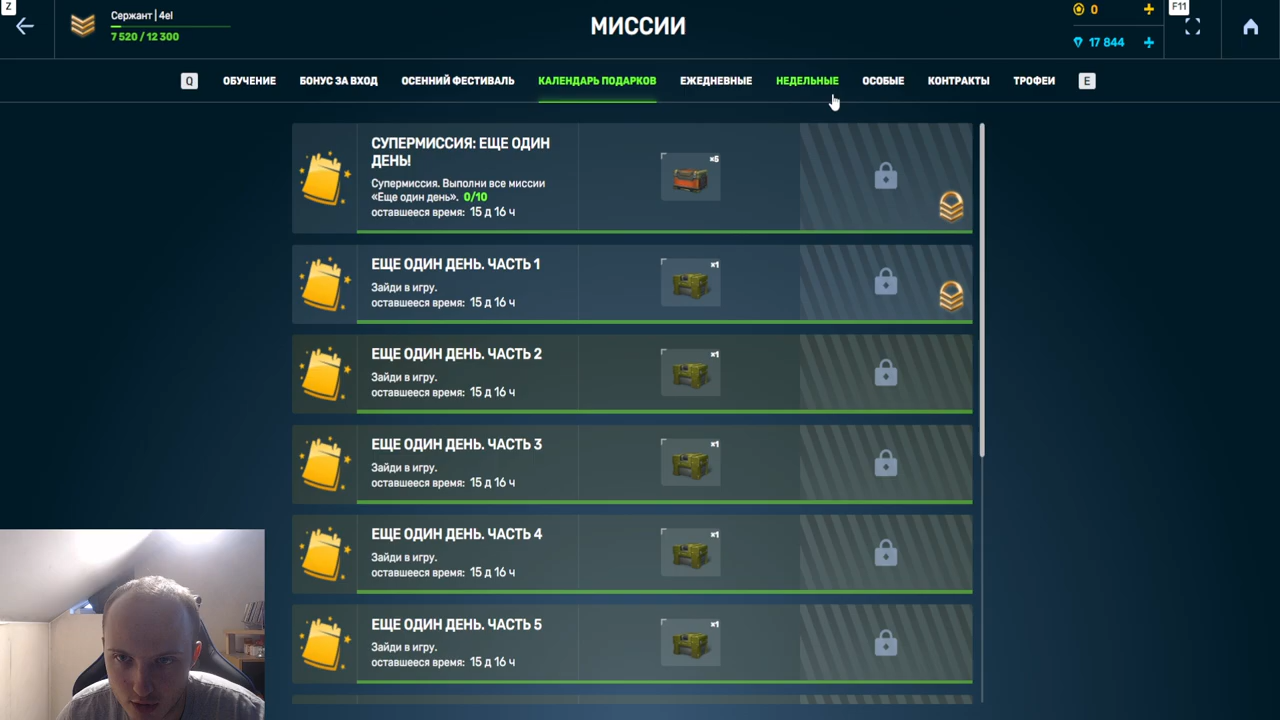 Z
Сержант | 4el
7 520 / 12 300
МИССИИ
0
17 844
F11
Q
ОБУЧЕНИЕ
БОНУС ЗА ВХОД
ОСЕННИЙ ФЕСТИВАЛЬ
КАЛЕНДАРЬ ПОДАРКОВ
ЕЖЕДНЕВНЫЕ
НЕДЕЛЬНЫЕ
ОСОБЫЕ
КОНТРАКТЫ
ТРОФЕИ
E
СУПЕРМИССИЯ: ЕЩЕ ОДИН
ДЕНЬ!
Супермиссия. Выполни все миссии
«Еще один день». 0/10
оставшееся время: 15 д 16 ч
×5
ЕЩЕ ОДИН ДЕНЬ. ЧАСТЬ 1
Зайди в игру.
оставшееся время: 15 д 16 ч
×1
ЕЩЕ ОДИН ДЕНЬ. ЧАСТЬ 2
Зайди в игру.
оставшееся время: 15 д 16 ч
×1
ЕЩЕ ОДИН ДЕНЬ. ЧАСТЬ 3
Зайди в игру.
оставшееся время: 15 д 16 ч
×1
ЕЩЕ ОДИН ДЕНЬ. ЧАСТЬ 4
Зайди в игру.
оставшееся время: 15 д 16 ч
×1
ЕЩЕ ОДИН ДЕНЬ. ЧАСТЬ 5
Зайди в игру.
оставшееся время: 15 д 16 ч
×1